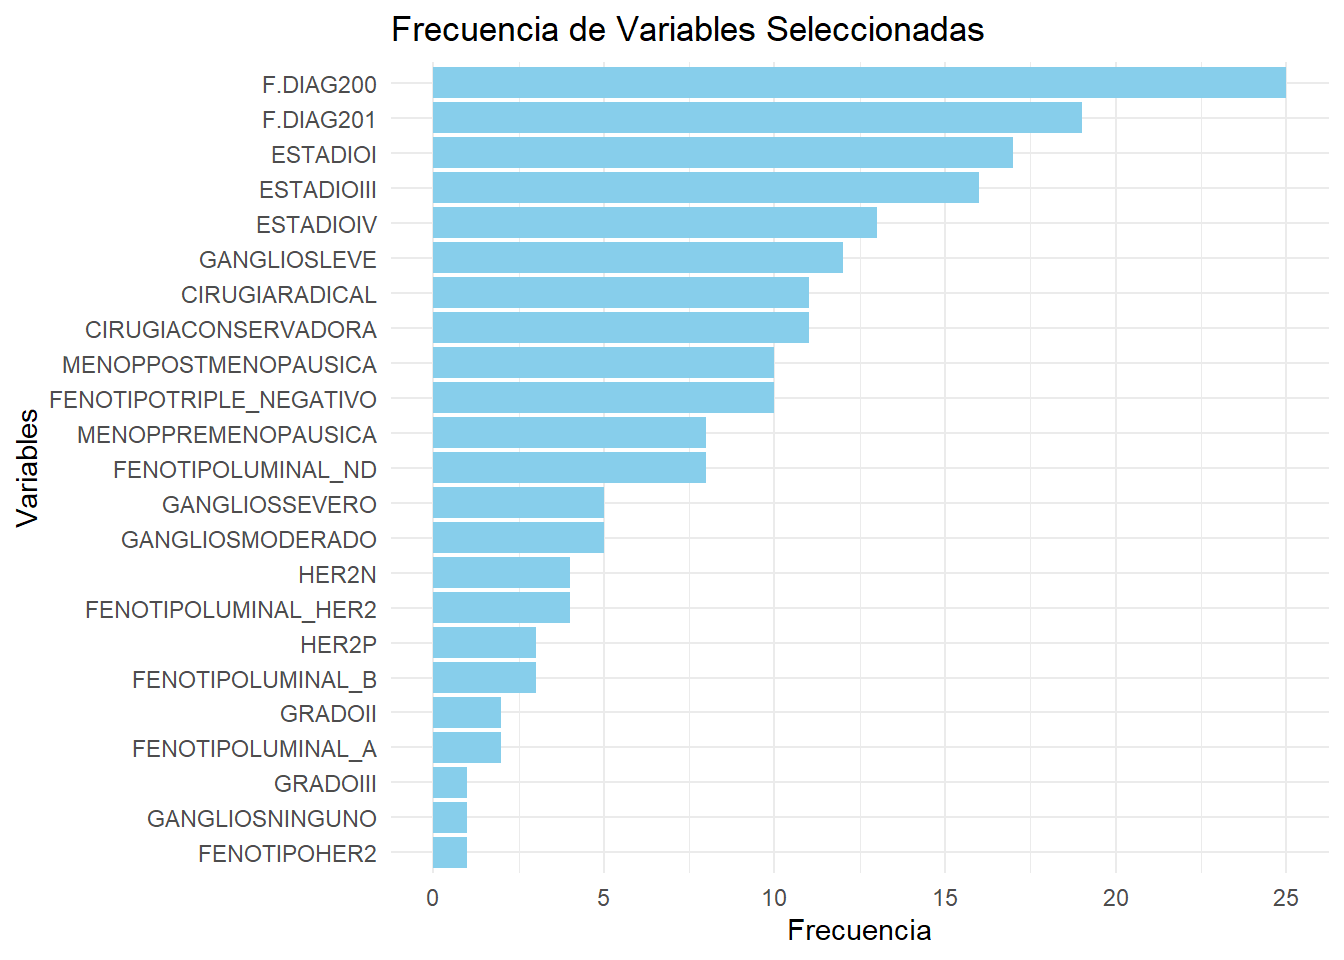 Frecuencia de Variables Seleccionadas
Variables
F.DIAG200
F.DIAG201
ESTADIOI
ESTADIOIII
ESTADIOIV
GANGLIOSLEVE
CIRUGIARADICAL
CIRUGIACONSERVADORA
MENOPPOSTMENOPAUSICA
FENOTIPOTRIPLE_NEGATIVO
MENOPPREMENOPAUSICA
FENOTIPOLUMINAL_ND
GANGLIOSSEVERO
GANGLIOSMODERADO
HER2N
FENOTIPOLUMINAL_HER2
HER2P
FENOTIPOLUMINAL_B
GRADOII
FENOTIPOLUMINAL_A
GRADOIII
GANGLIOSNINGUNO
FENOTIPOHER2
0 5 10 15 20 25
Frecuencia